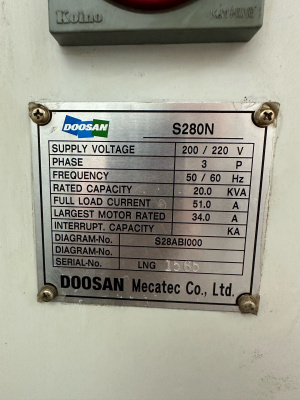 Koino
DOOSAN S280N
SUPPLY VOLTAGE 200 / 220 V
PHASE 3 P
FREQUENCY 50 / 60 Hz
RATED CAPACITY 20.0 KVA
FULL LOAD CURRENT 51.0 A
LARGEST MOTOR RATED 34.0 A
INTERRUPT. CAPACITY KA
DIAGRAM-No. S28ABI000
DIAGRAM-No.
SERIAL-No. LNG 1565
DOOSAN Mecatec Co., Ltd.